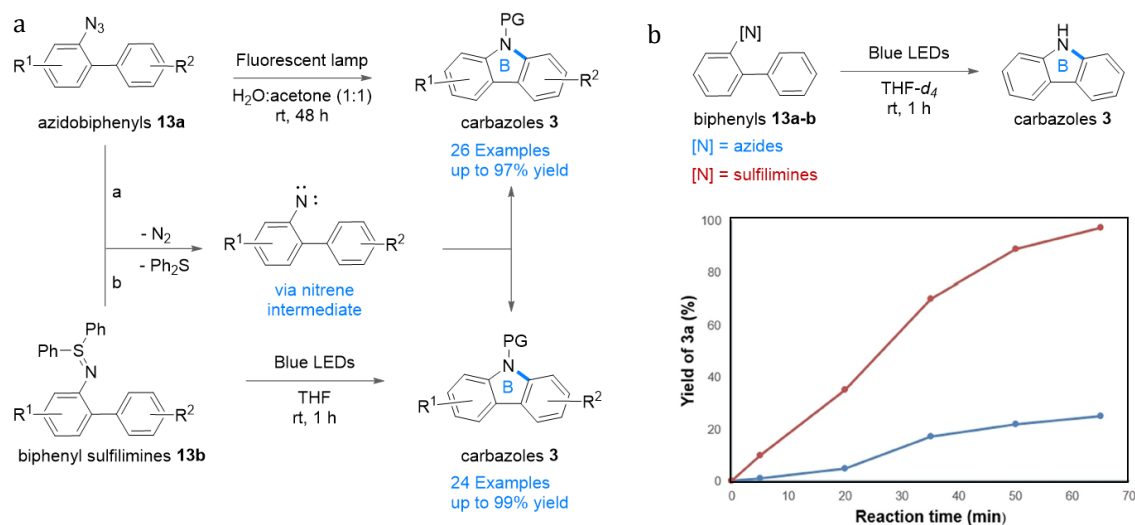 a
N₃
R¹
R²
azidobiphenyls 13a
Fluorescent lamp
H₂O:acetone (1:1)
rt, 48 h
PG
N
B
R¹
R²
carbazoles 3
26 Examples
up to 97% yield
a
- N₂
- Ph₂S
b
N
R¹
R²
via nitrene
intermediate
Ph
Ph
S
N
R¹
R²
biphenyl sulfilimines 13b
Blue LEDs
THF
rt, 1 h
PG
N
B
R¹
R²
carbazoles 3
24 Examples
up to 99% yield
b
[N]
biphenyls 13a-b
[N] = azides
[N] = sulfilimines
Blue LEDs
THF-d₄
rt, 1 h
H
N
B
carbazoles 3
Yield of 3a (%)
100
80
60
40
20
0
0
10
20
30
40
50
60
70
Reaction time (min)